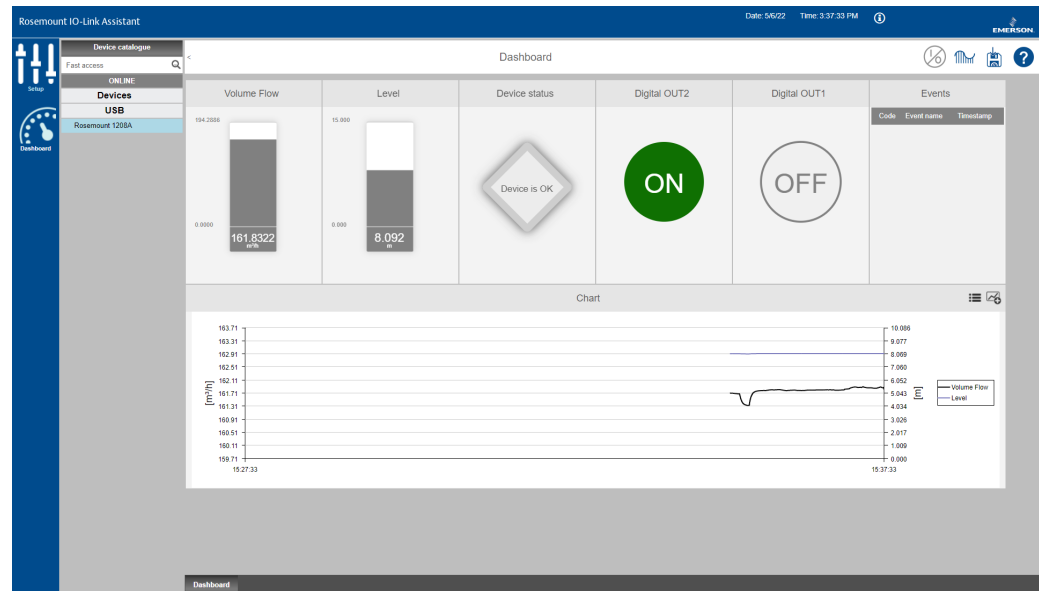 Rosemount IO-Link Assistant
Date: 5/6/22 Time: 3:37:33 PM
EMERSON
Setup
Dashboard
Device catalogue
Fast access
ONLINE
Devices
USB
Rosemount 1208A
<
Dashboard
I/O
?
Volume Flow
194.2886
0.0000
161.8322
m³/h
Level
15.000
0.000
8.092
m
Device status
Device is OK
Digital OUT2
ON
Digital OUT1
OFF
Events
Code Event name Timestamp
Chart
[m³/h]
163.71
163.31
162.91
162.51
162.11
161.71
161.31
160.91
160.51
160.11
159.71
15:27:33
15:37:33
10.086
9.077
8.069
7.060
6.052
5.043
4.034
3.026
2.017
1.009
0.000
[m]
Volume Flow
Level
Dashboard